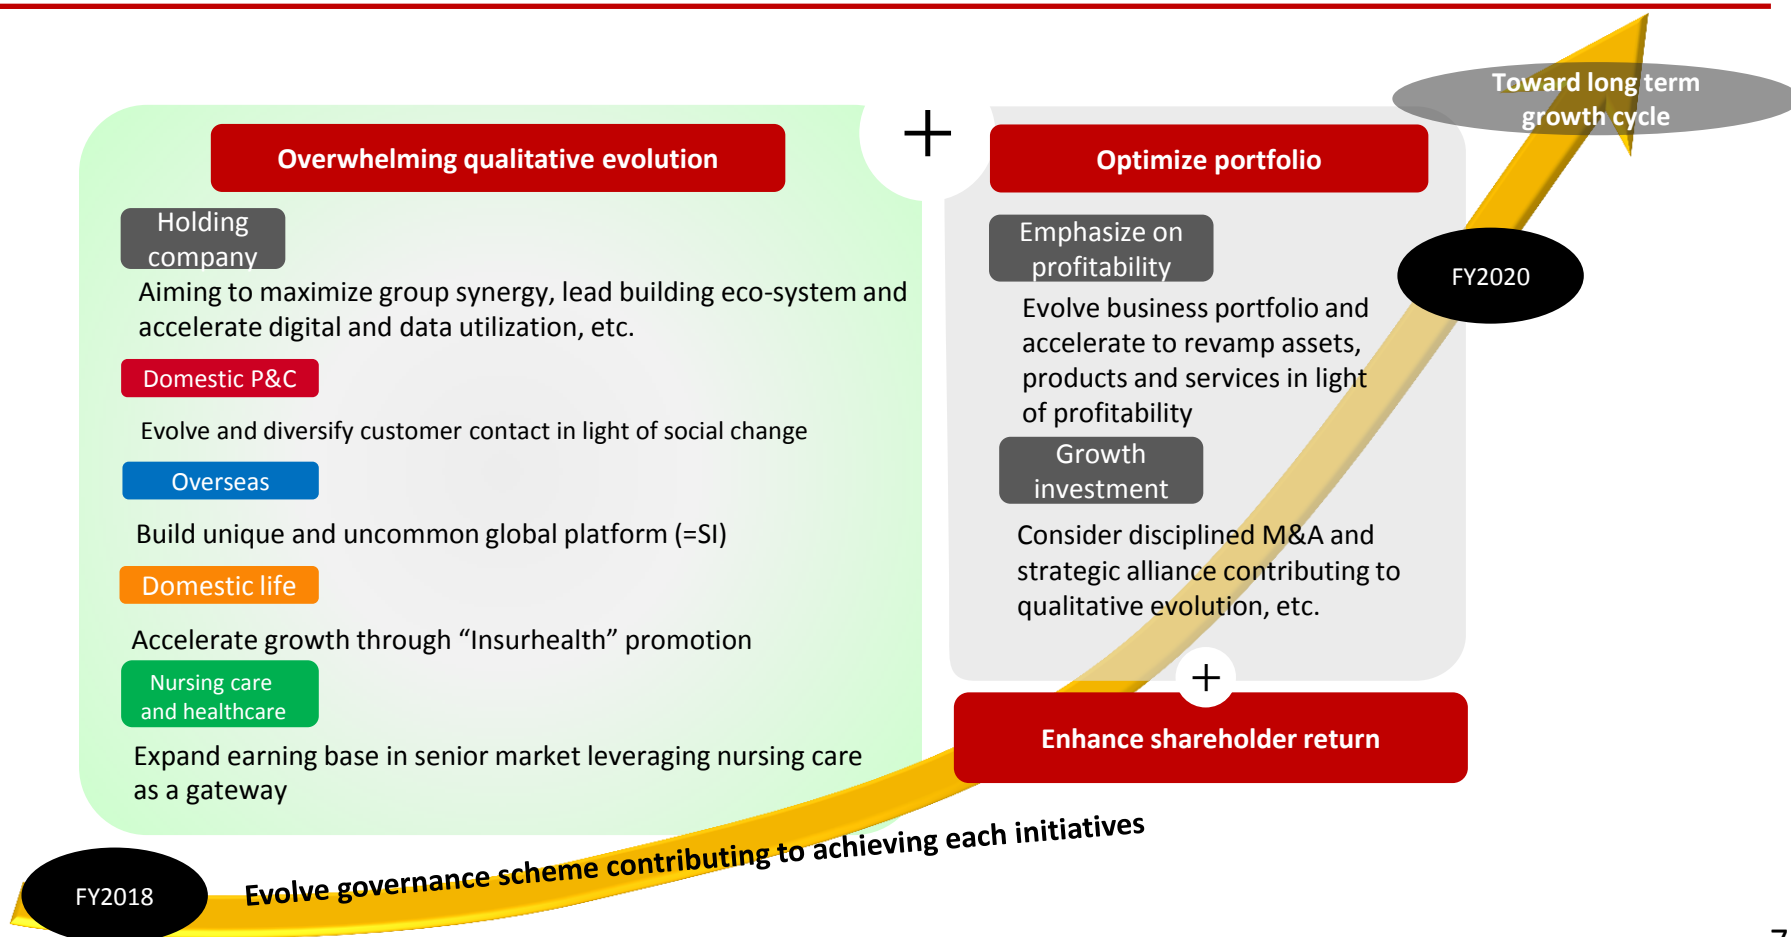 Toward long term
growth cycle
Overwhelming qualitative evolution
+
Optimize portfolio
Holding
company
Aiming to maximize group synergy, lead building eco-system and
accelerate digital and data utilization, etc.
Domestic P&C
Evolve and diversify customer contact in light of social change
Overseas
Build unique and uncommon global platform (=SI)
Domestic life
Accelerate growth through “Insurhealth” promotion
Nursing care
and healthcare
Expand earning base in senior market leveraging nursing care
as a gateway
Emphasize on
profitability
Evolve business portfolio and
accelerate to revamp assets,
products and services in light
of profitability
Growth
investment
Consider disciplined M&A and
strategic alliance contributing to
qualitative evolution, etc.
+
Enhance shareholder return
FY2020
FY2018
Evolve governance scheme contributing to achieving each initiatives